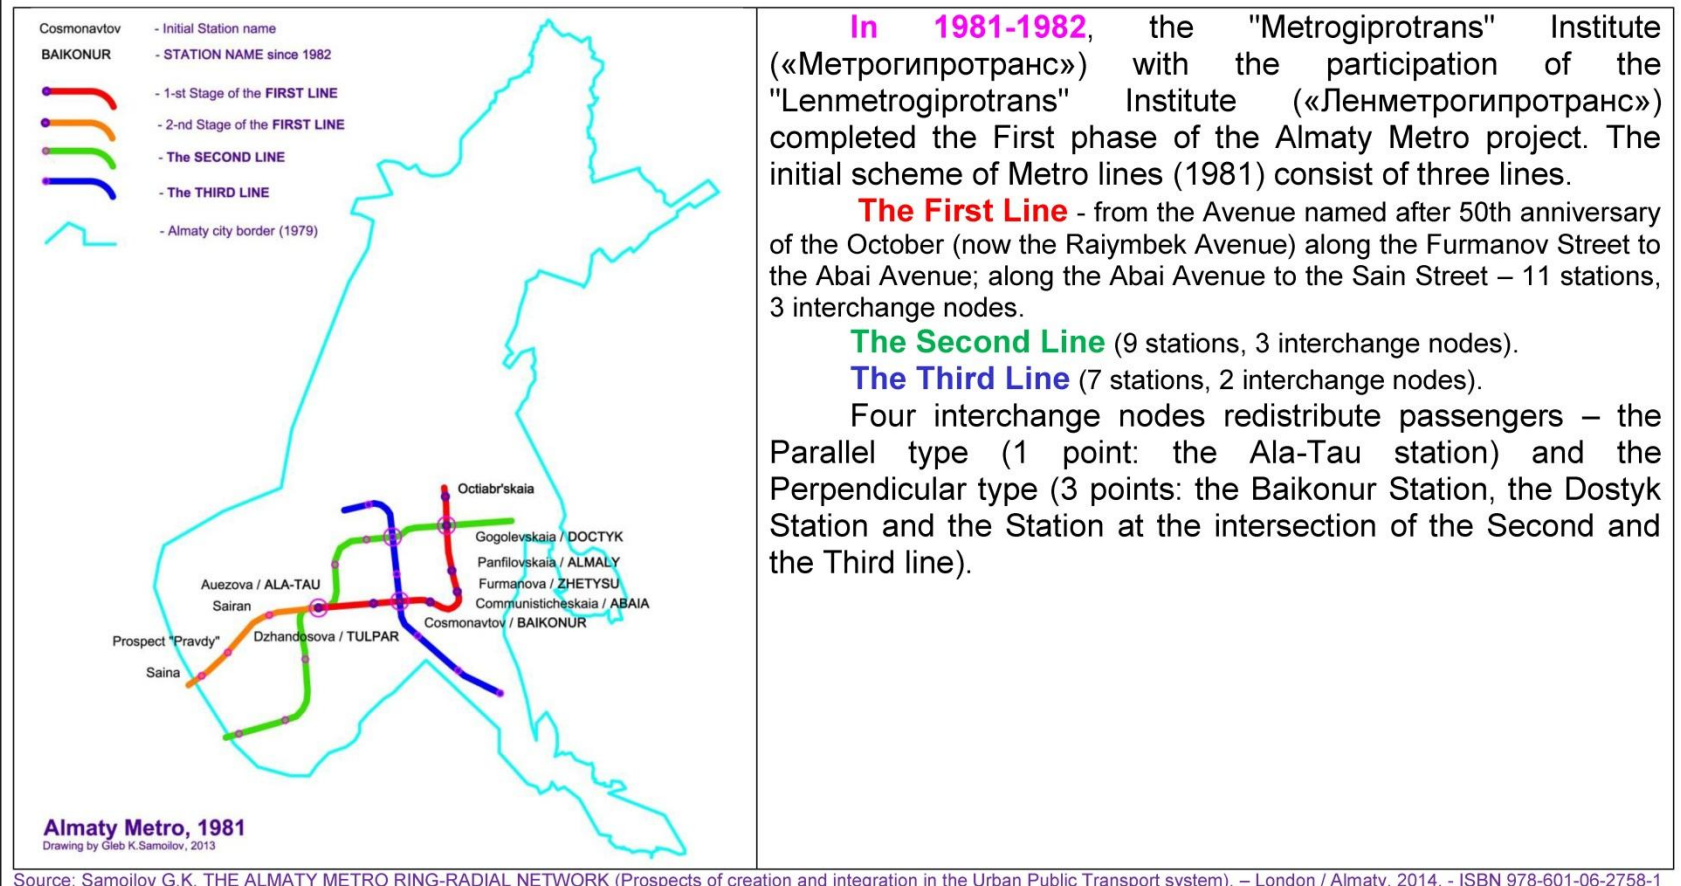 Cosmonavtov - Initial Station name
BAIKONUR - STATION NAME since 1982
- 1-st Stage of the FIRST LINE
- 2-nd Stage of the FIRST LINE
- The SECOND LINE
- The THIRD LINE
- Almaty city border (1979)
Octiabr'skaia
Gogolevskaia / DOCTYK
Panfilovskaia / ALMALY
Auezova / ALA-TAU
Furmanova / ZHETYSU
Sairan
Communisticheskaia / ABAIA
Cosmonavtov / BAIKONUR
Prospect "Pravdy"
Dzhandosova / TULPAR
Saina
Almaty Metro, 1981
Drawing by Gleb K.Samoilov, 2013
In 1981-1982, the "Metrogiprotrans" Institute
(«Метрогипротранс») with the participation of the
"Lenmetrogiprotrans" Institute («Ленметрогипротранс»)
completed the First phase of the Almaty Metro project. The
initial scheme of Metro lines (1981) consist of three lines.
The First Line - from the Avenue named after 50th anniversary
of the October (now the Raiymbek Avenue) along the Furmanov Street to
the Abai Avenue; along the Abai Avenue to the Sain Street – 11 stations,
3 interchange nodes.
The Second Line (9 stations, 3 interchange nodes).
The Third Line (7 stations, 2 interchange nodes).
Four interchange nodes redistribute passengers – the
Parallel type (1 point: the Ala-Tau station) and the
Perpendicular type (3 points: the Baikonur Station, the Dostyk
Station and the Station at the intersection of the Second and
the Third line).
Source: Samoilov G.K. THE ALMATY METRO RING-RADIAL NETWORK (Prospects of creation and integration in the Urban Public Transport system). – London / Almaty, 2014. - ISBN 978-601-06-2758-1